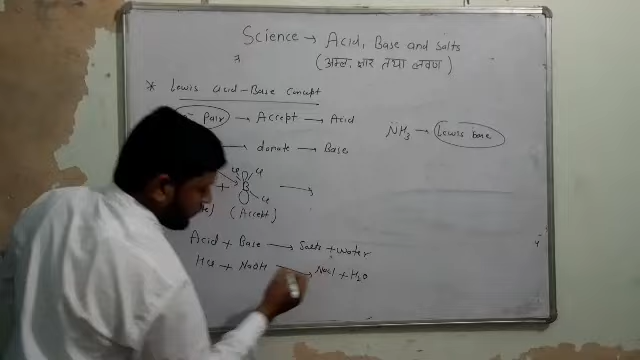 Science → Acid, Base and Salts
(अम्ल, क्षार तथा लवण)
* Lewis Acid-Base Concept
Pair → Accept → Acid
→ donate → Base
NH3 → Lewis base
+ B →
(Accept)
Acid + Base → Salts + Water
HCl + NaOH → NaCl + H2O